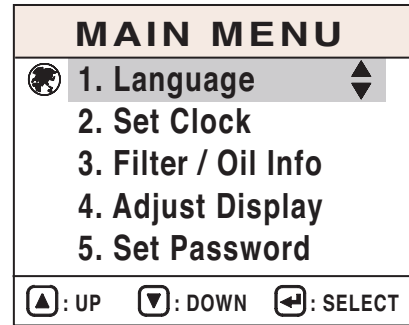 MAIN MENU
1. Language
2. Set Clock
3. Filter / Oil Info
4. Adjust Display
5. Set Password
: UP : DOWN : SELECT